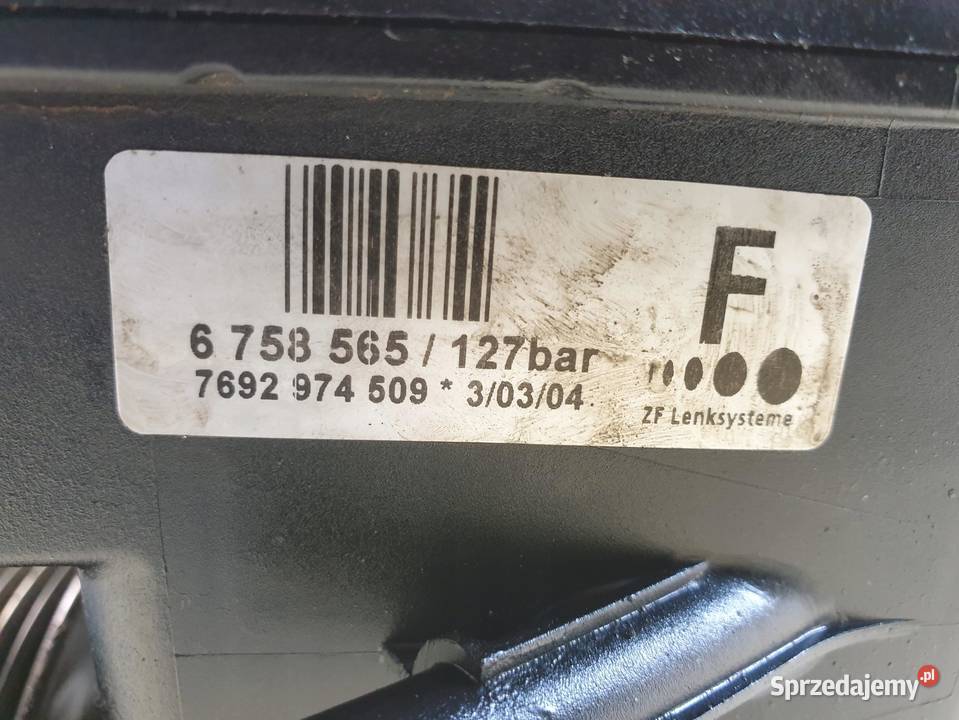 F
6 758 565 / 127bar
7692 974 509 * 3/03/04
ZF Lenksysteme
Sprzedajemy.pl